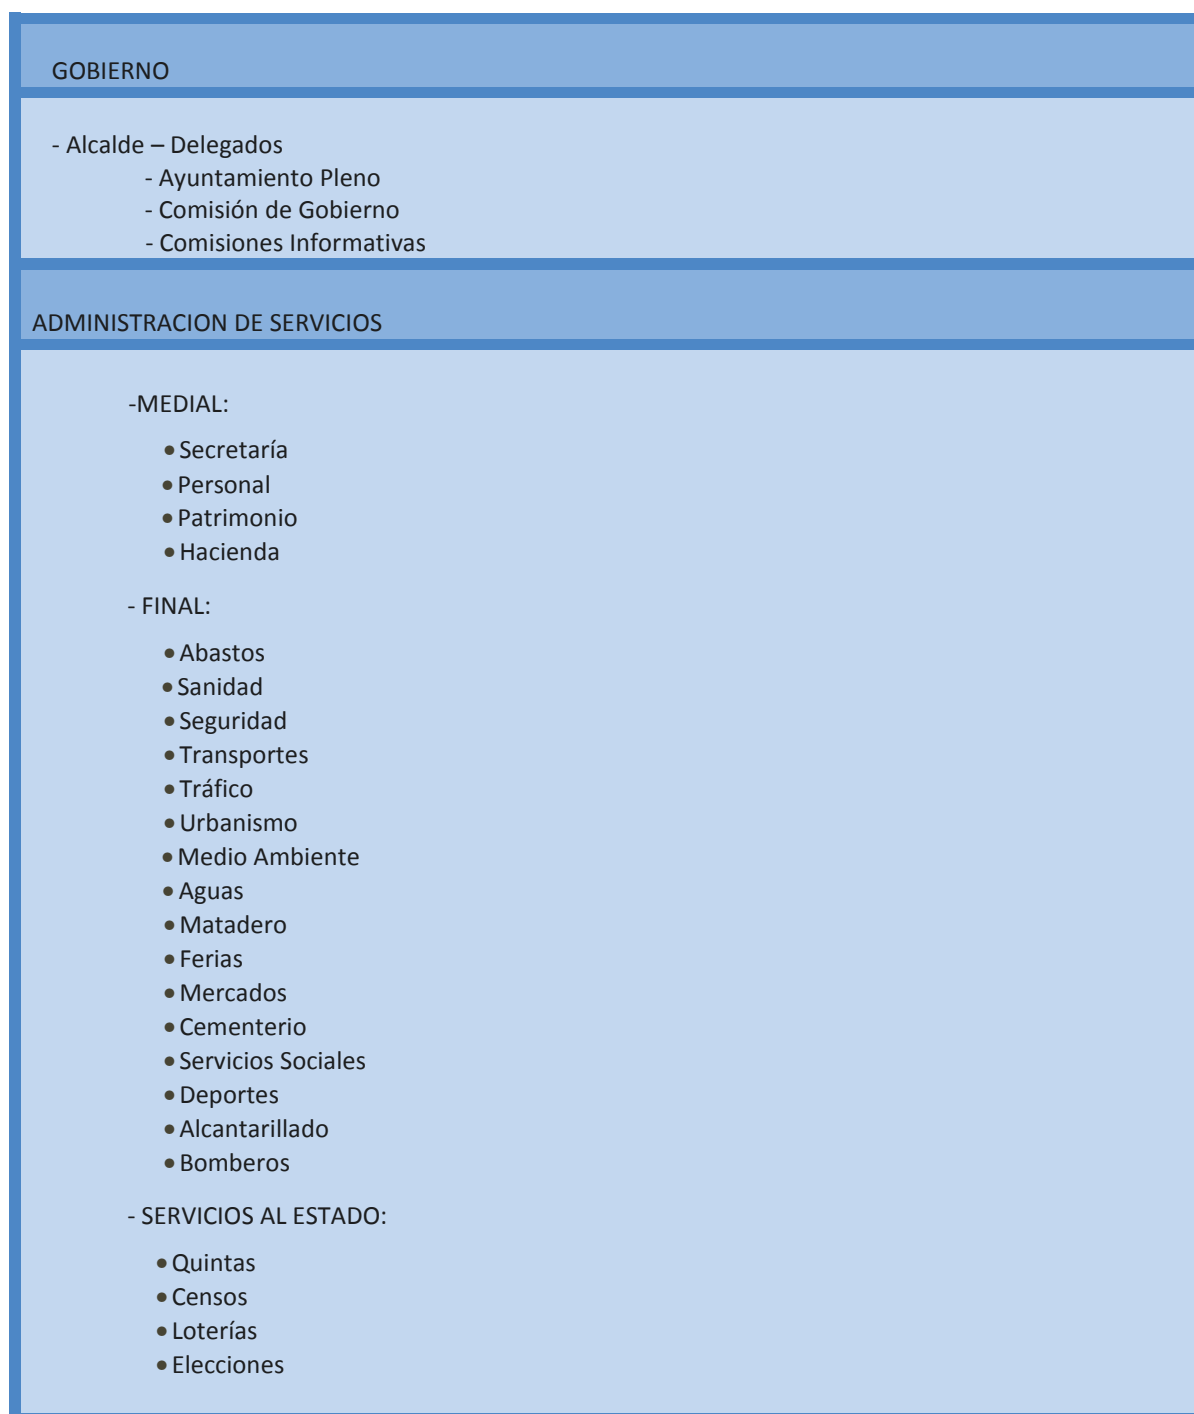 GOBIERNO
- Alcalde – Delegados
- Ayuntamiento Pleno
- Comisión de Gobierno
- Comisiones Informativas
ADMINISTRACION DE SERVICIOS
-MEDIAL:
• Secretaría
• Personal
• Patrimonio
• Hacienda
- FINAL:
• Abastos
• Sanidad
• Seguridad
• Transportes
• Tráfico
• Urbanismo
• Medio Ambiente
• Aguas
• Matadero
• Ferias
• Mercados
• Cementerio
• Servicios Sociales
• Deportes
• Alcantarillado
• Bomberos
- SERVICIOS AL ESTADO:
• Quintas
• Censos
• Loterías
• Elecciones